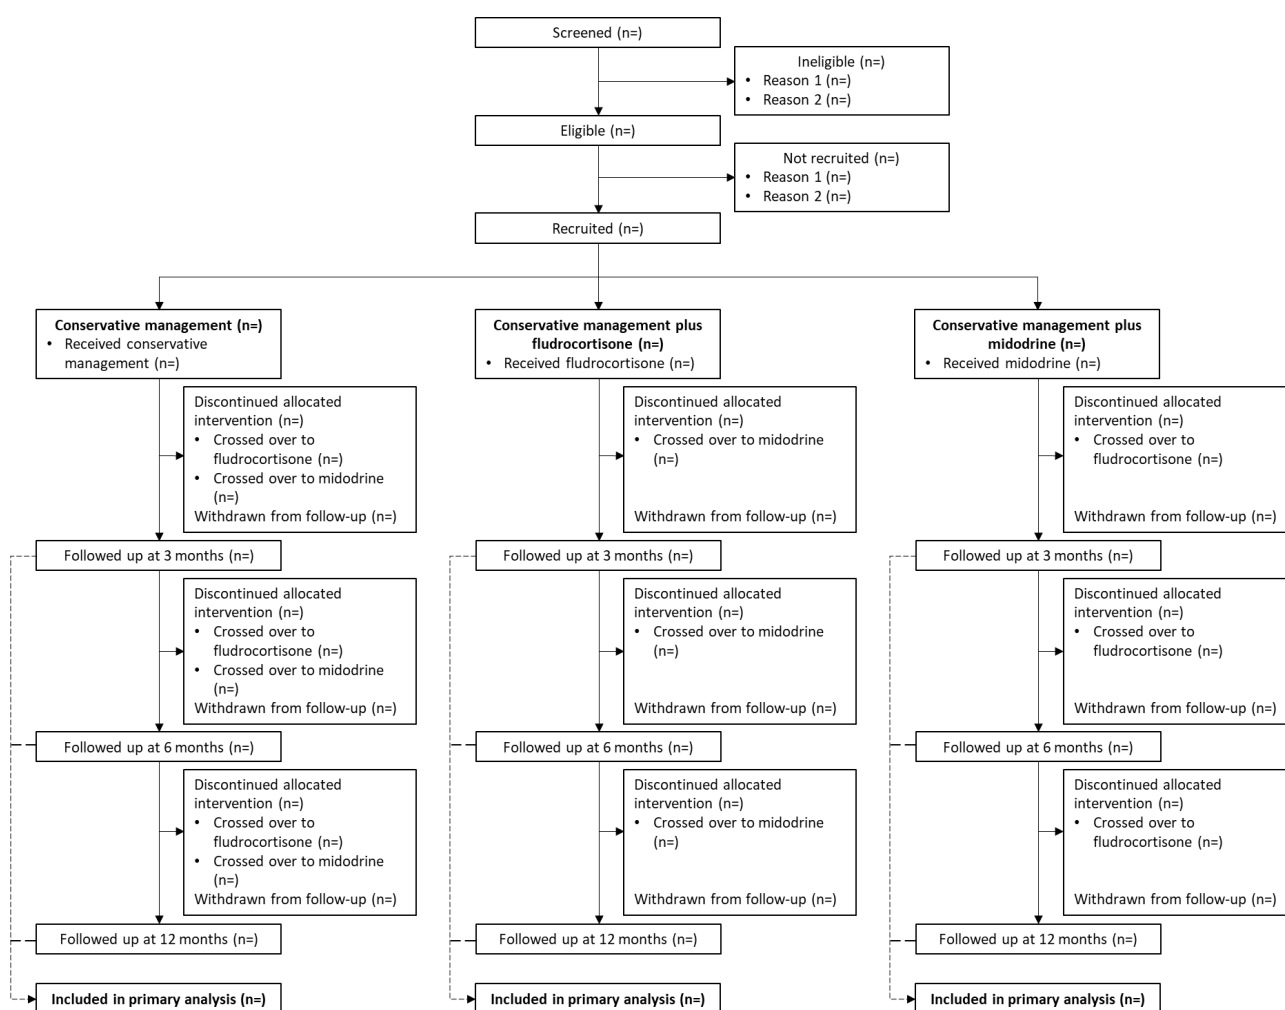 Screened (n=)
Ineligible (n=)
• Reason 1 (n=)
• Reason 2 (n=)
Eligible (n=)
Not recruited (n=)
• Reason 1 (n=)
• Reason 2 (n=)
Recruited (n=)
Conservative management (n=)
• Received conservative
management (n=)
Conservative management plus
fludrocortisone (n=)
• Received fludrocortisone (n=)
Conservative management plus
midodrine (n=)
• Received midodrine (n=)
Discontinued allocated
intervention (n=)
• Crossed over to
fludrocortisone (n=)
• Crossed over to midodrine
(n=)
Withdrawn from follow-up (n=)
Discontinued allocated
intervention (n=)
• Crossed over to midodrine
(n=)
Withdrawn from follow-up (n=)
Discontinued allocated
intervention (n=)
• Crossed over to
fludrocortisone (n=)
Withdrawn from follow-up (n=)
Followed up at 3 months (n=)
Followed up at 3 months (n=)
Followed up at 3 months (n=)
Discontinued allocated
intervention (n=)
• Crossed over to
fludrocortisone (n=)
• Crossed over to midodrine
(n=)
Withdrawn from follow-up (n=)
Discontinued allocated
intervention (n=)
• Crossed over to midodrine
(n=)
Withdrawn from follow-up (n=)
Discontinued allocated
intervention (n=)
• Crossed over to
fludrocortisone (n=)
Withdrawn from follow-up (n=)
Followed up at 6 months (n=)
Followed up at 6 months (n=)
Followed up at 6 months (n=)
Discontinued allocated
intervention (n=)
• Crossed over to
fludrocortisone (n=)
• Crossed over to midodrine
(n=)
Withdrawn from follow-up (n=)
Discontinued allocated
intervention (n=)
• Crossed over to midodrine
(n=)
Withdrawn from follow-up (n=)
Discontinued allocated
intervention (n=)
• Crossed over to
fludrocortisone (n=)
Withdrawn from follow-up (n=)
Followed up at 12 months (n=)
Followed up at 12 months (n=)
Followed up at 12 months (n=)
Included in primary analysis (n=)
Included in primary analysis (n=)
Included in primary analysis (n=)